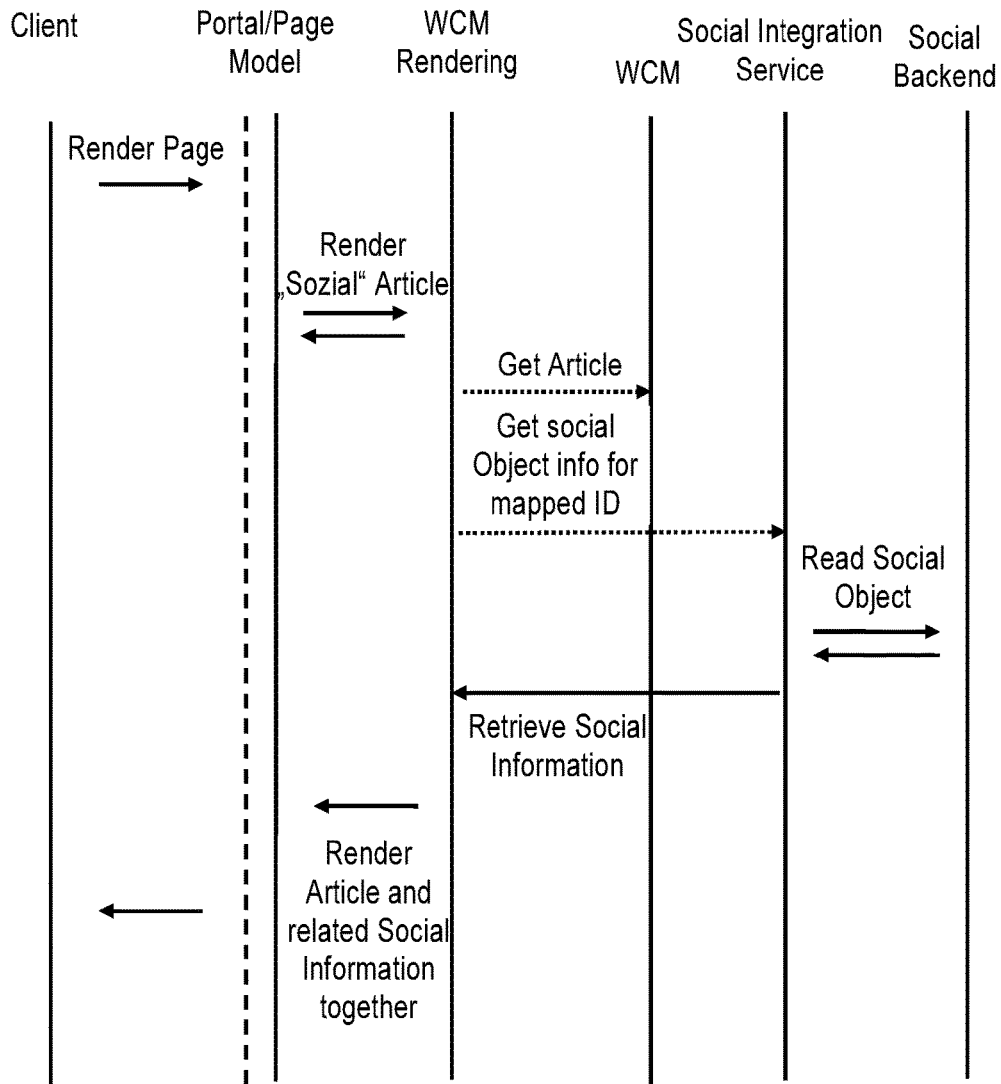 Client
Portal/Page
Model
WCM
Rendering
WCM
Social Integration
Service
Social
Backend
Render Page
Render
„Sozial“ Article
Get Article
Get social
Object info for
mapped ID
Read Social
Object
Retrieve Social
Information
Render
Article and
related Social
Information
together